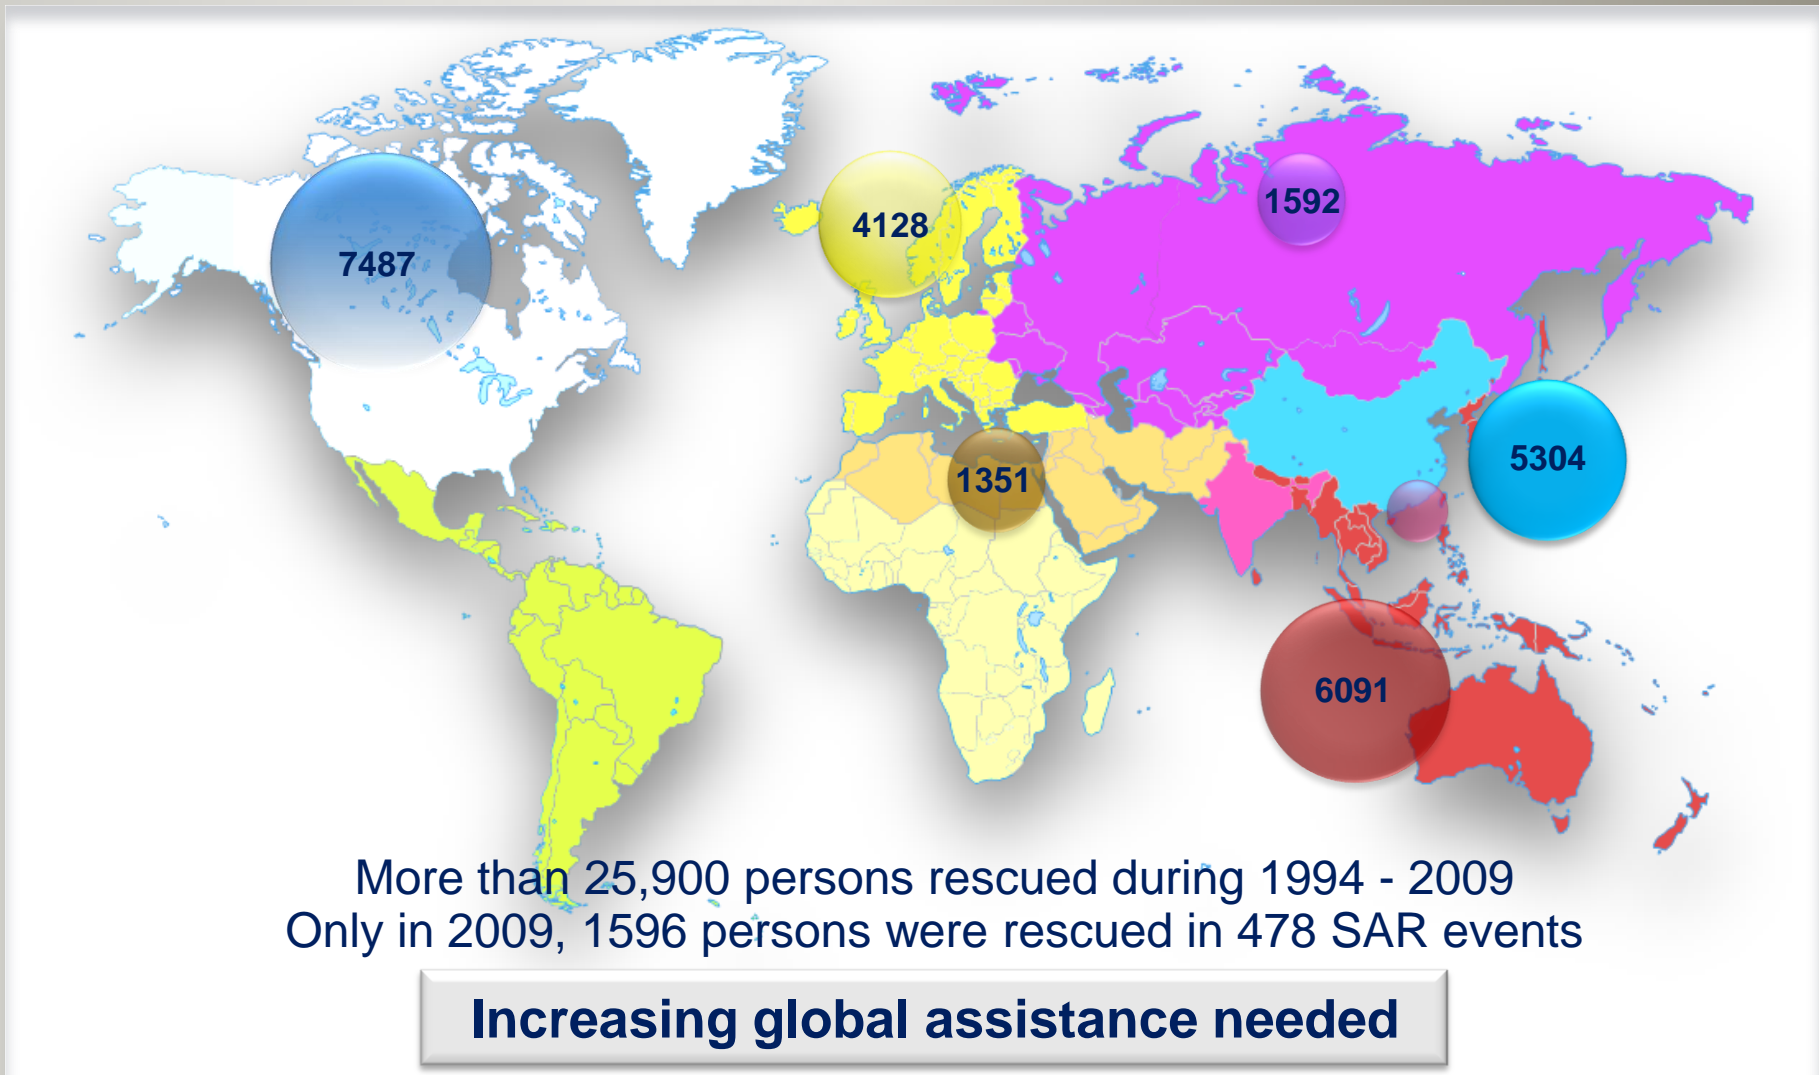 1592
4128
7487
5304
1351
6091
More than 25,900 persons rescued during 1994 - 2009
Only in 2009, 1596 persons were rescued in 478 SAR events
Increasing global assistance needed